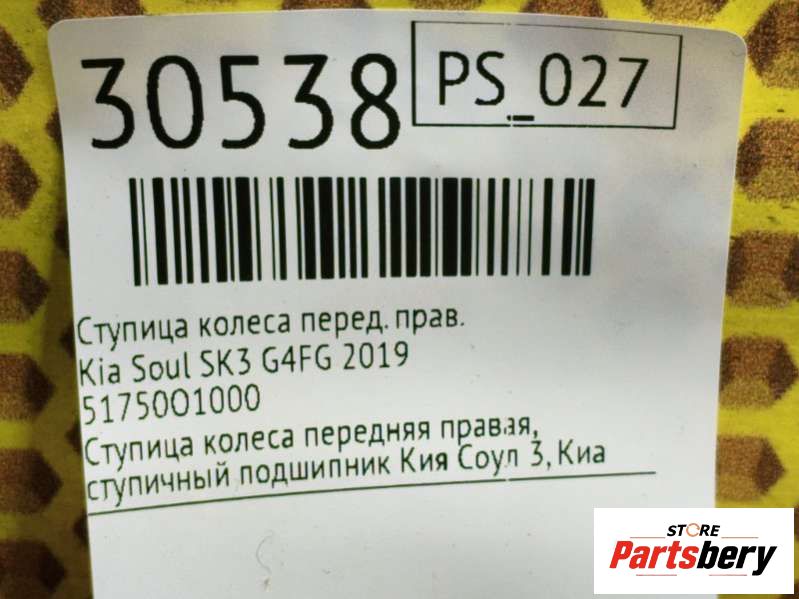 30538
PS_027
Ступица колеса перед. прав.
Kia Soul SK3 G4FG 2019
51750O1000
Ступица колеса передняя правая,
ступичный подшипник Кия Соул 3, Киа
STORE
Partsbery